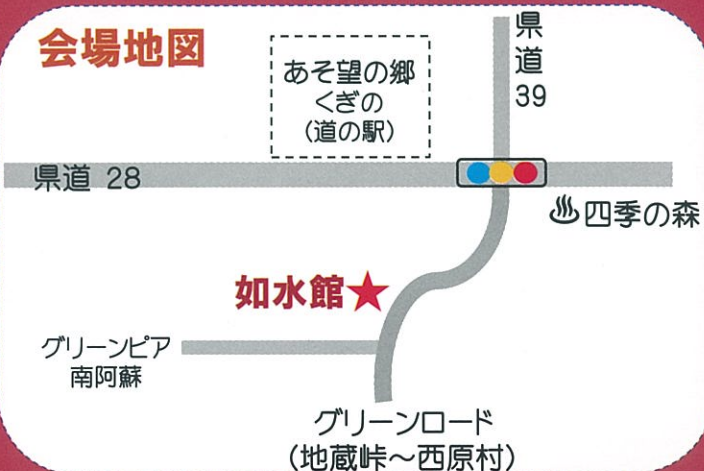 会場地図
あそ望の郷
くぎの
(道の駅)
県道
39
県道 28
四季の森
如水館★
グリーンピア
南阿蘇
グリーンロード
(地蔵峠〜西原村)